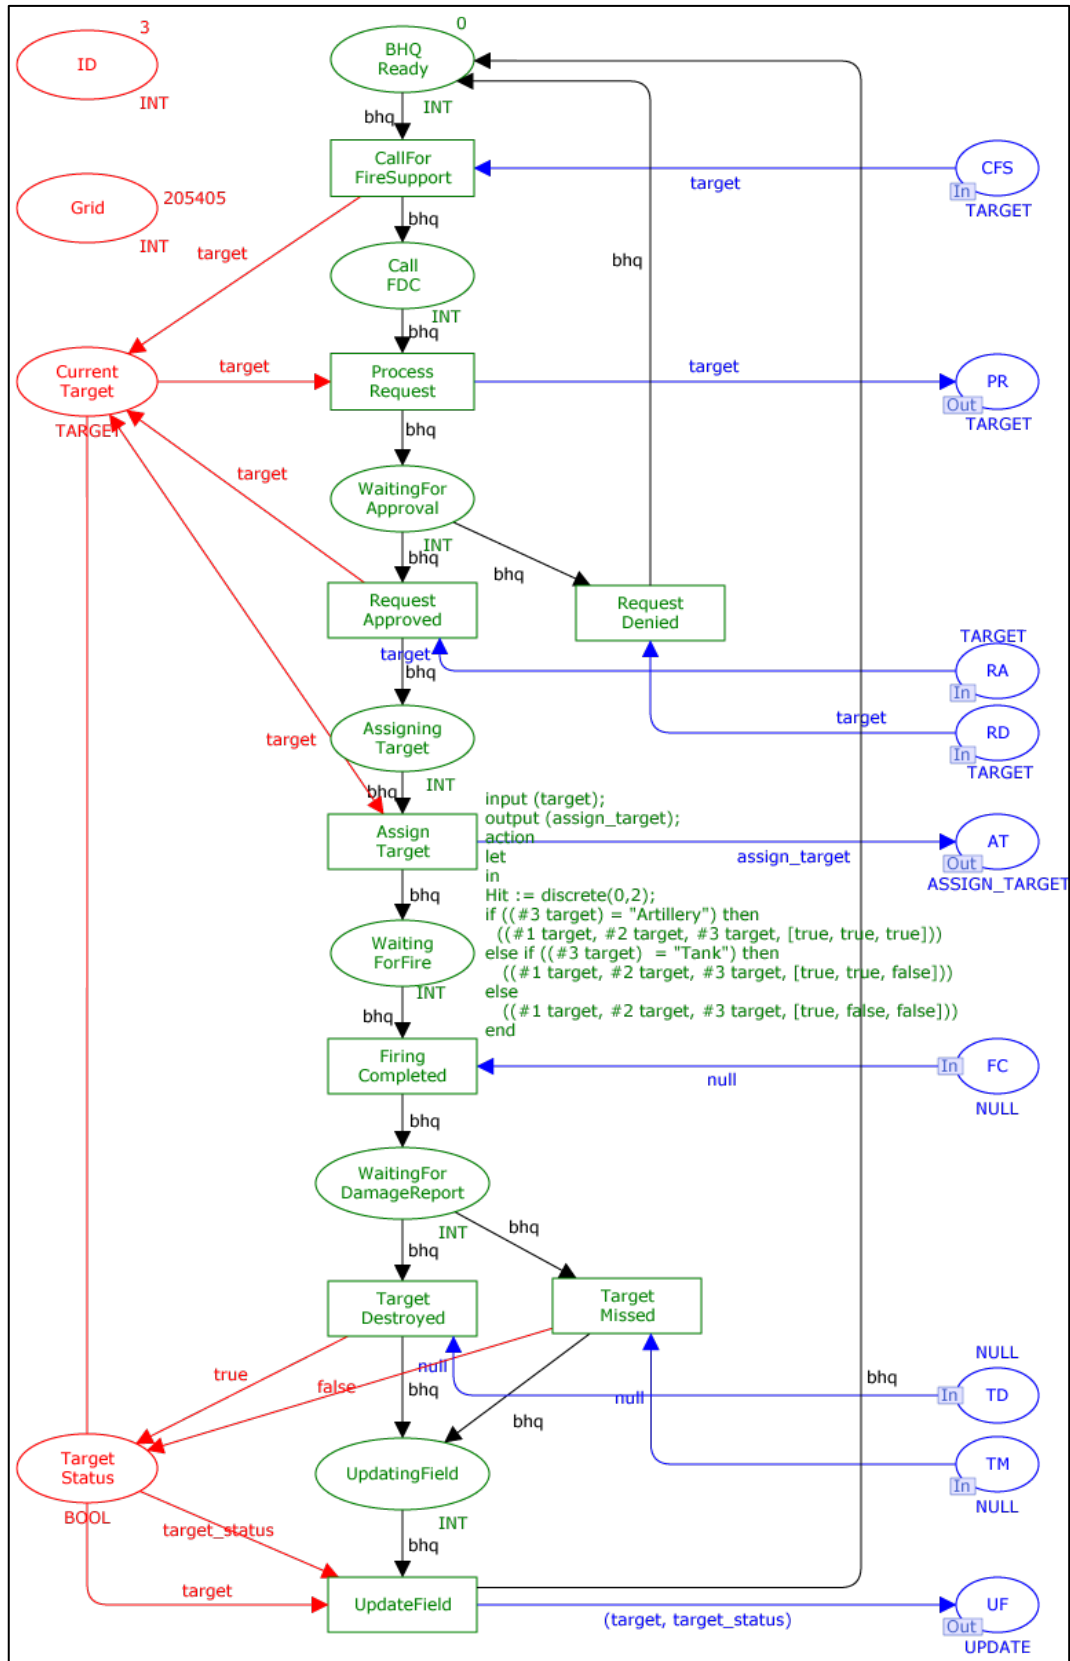 3
ID
INT
0
BHQ
Ready
INT
bhq
CallFor
FireSupport
target
CFS
In
TARGET
Grid
205405
INT
target
bhq
Call
FDC
INT
bhq
bhq
Current
Target
TARGET
target
Process
Request
target
PR
Out
TARGET
bhq
target
WaitingFor
Approval
INT
bhq
bhq
Request
Approved
Request
Denied
target
bhq
TARGET
RA
In
target
RD
In
TARGET
target
Assigning
Target
INT
bhq
Assign
Target
input (target);
output (assign_target);
action
let
in
Hit := discrete(0,2);
if ((#3 target) = "Artillery") then
((#1 target, #2 target, #3 target, [true, true, true]))
else if ((#3 target) = "Tank") then
((#1 target, #2 target, #3 target, [true, true, false]))
else
((#1 target, #2 target, #3 target, [true, false, false]))
end
assign_target
AT
Out
ASSIGN_TARGET
bhq
Waiting
ForFire
INT
bhq
Firing
Completed
null
In
FC
NULL
bhq
WaitingFor
DamageReport
INT
bhq
bhq
Target
Destroyed
Target
Missed
true
false
null
bhq
bhq
null
bhq
NULL
In
TD
TM
In
NULL
Target
Status
BOOL
UpdatingField
INT
target_status
bhq
target
UpdateField
(target, target_status)
UF
Out
UPDATE